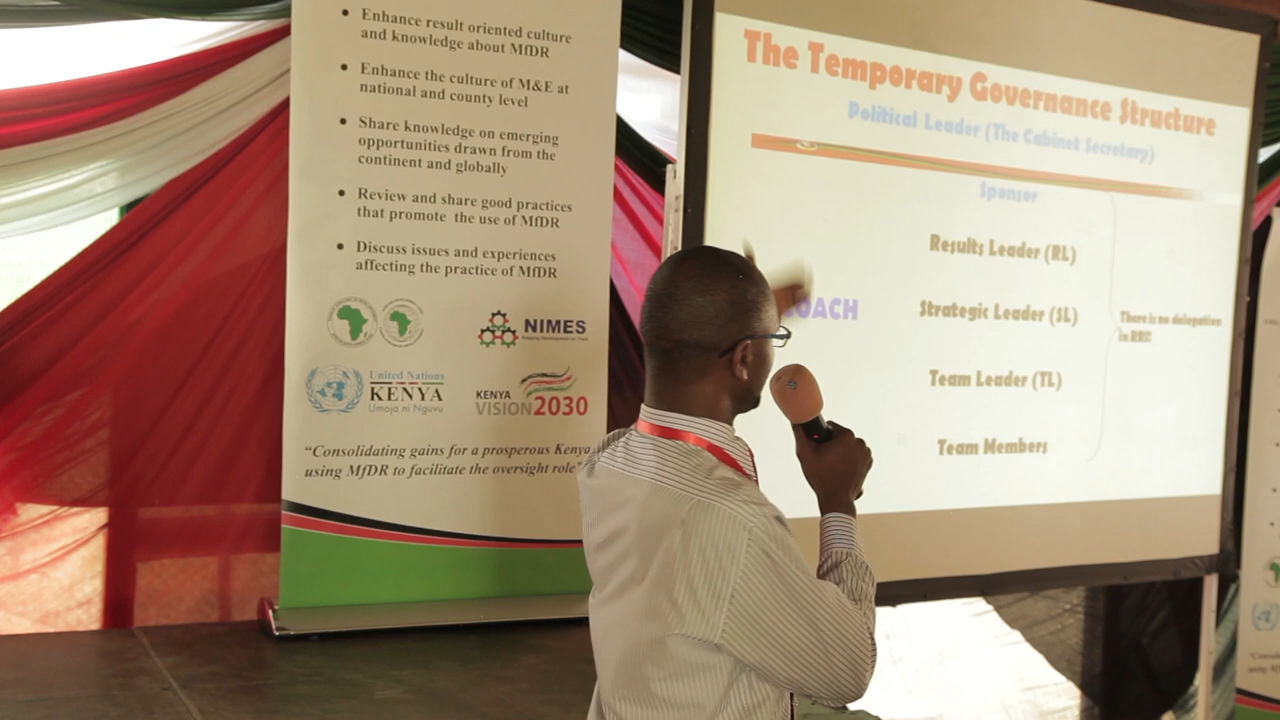 Enhance result oriented culture
and knowledge about MfDR
Enhance the culture of M&E at
national and county level
Share knowledge on emerging
opportunities drawn from the
continent and globally
Review and share good practices
that promote the use of MfDR
Discuss issues and experiences
affecting the practice of MfDR
NIMES
United Nations
KENYA
Umoja ni Nguvu
KENYA
VISION2030
“Consolidating gains for a prosperous Kenya
using MfDR to facilitate the oversight role”
The Temporary Governance Structure
Political Leader (The Cabinet Secretary)
Sponsor
Results Leader (RL)
COACH
Strategic Leader (SL)
There is no delegation
in RRI!
Team Leader (TL)
Team Members